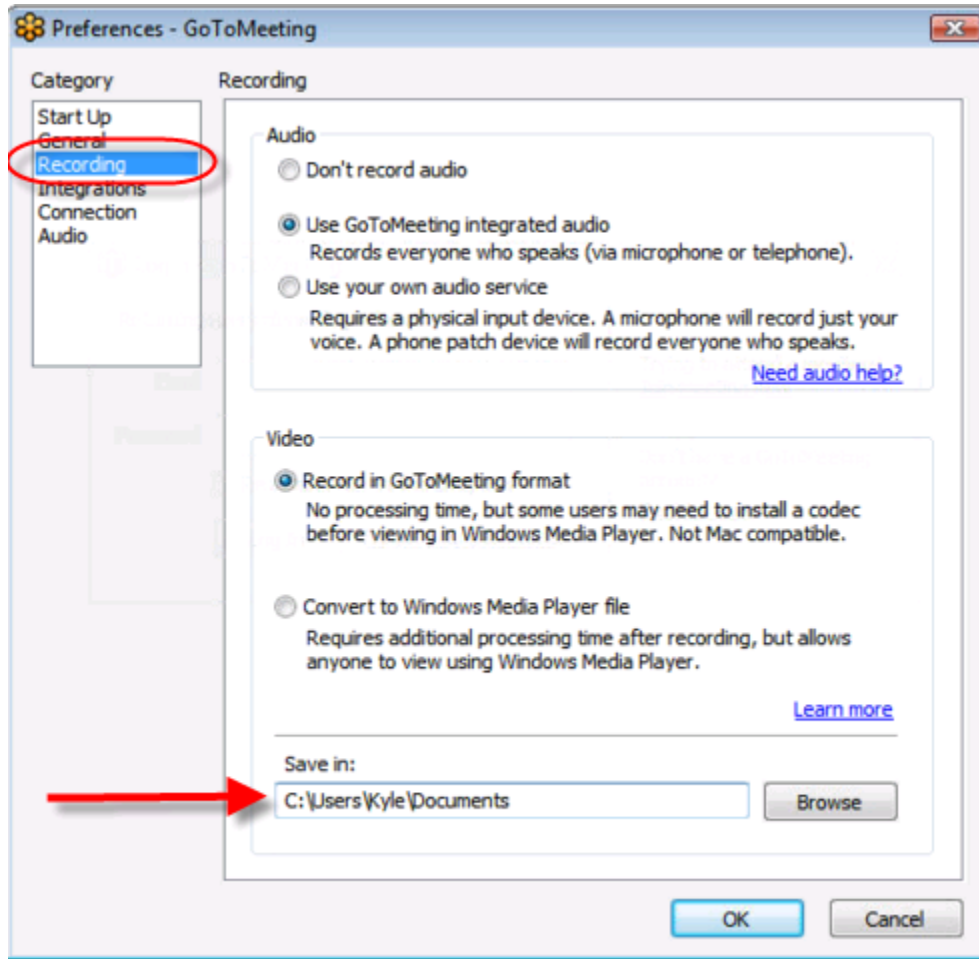 Preferences - GoToMeeting
Category
Recording
Start Up
General
Recording
Integrations
Connection
Audio
Audio
Don't record audio
Use GoToMeeting integrated audio
Records everyone who speaks (via microphone or telephone).
Use your own audio service
Requires a physical input device. A microphone will record just your
voice. A phone patch device will record everyone who speaks.
Need audio help?
Video
Record in GoToMeeting format
No processing time, but some users may need to install a codec
before viewing in Windows Media Player. Not Mac compatible.
Convert to Windows Media Player file
Requires additional processing time after recording, but allows
anyone to view using Windows Media Player.
Learn more
Save in:
C:\Users\Kyle\Documents
Browse
OK
Cancel